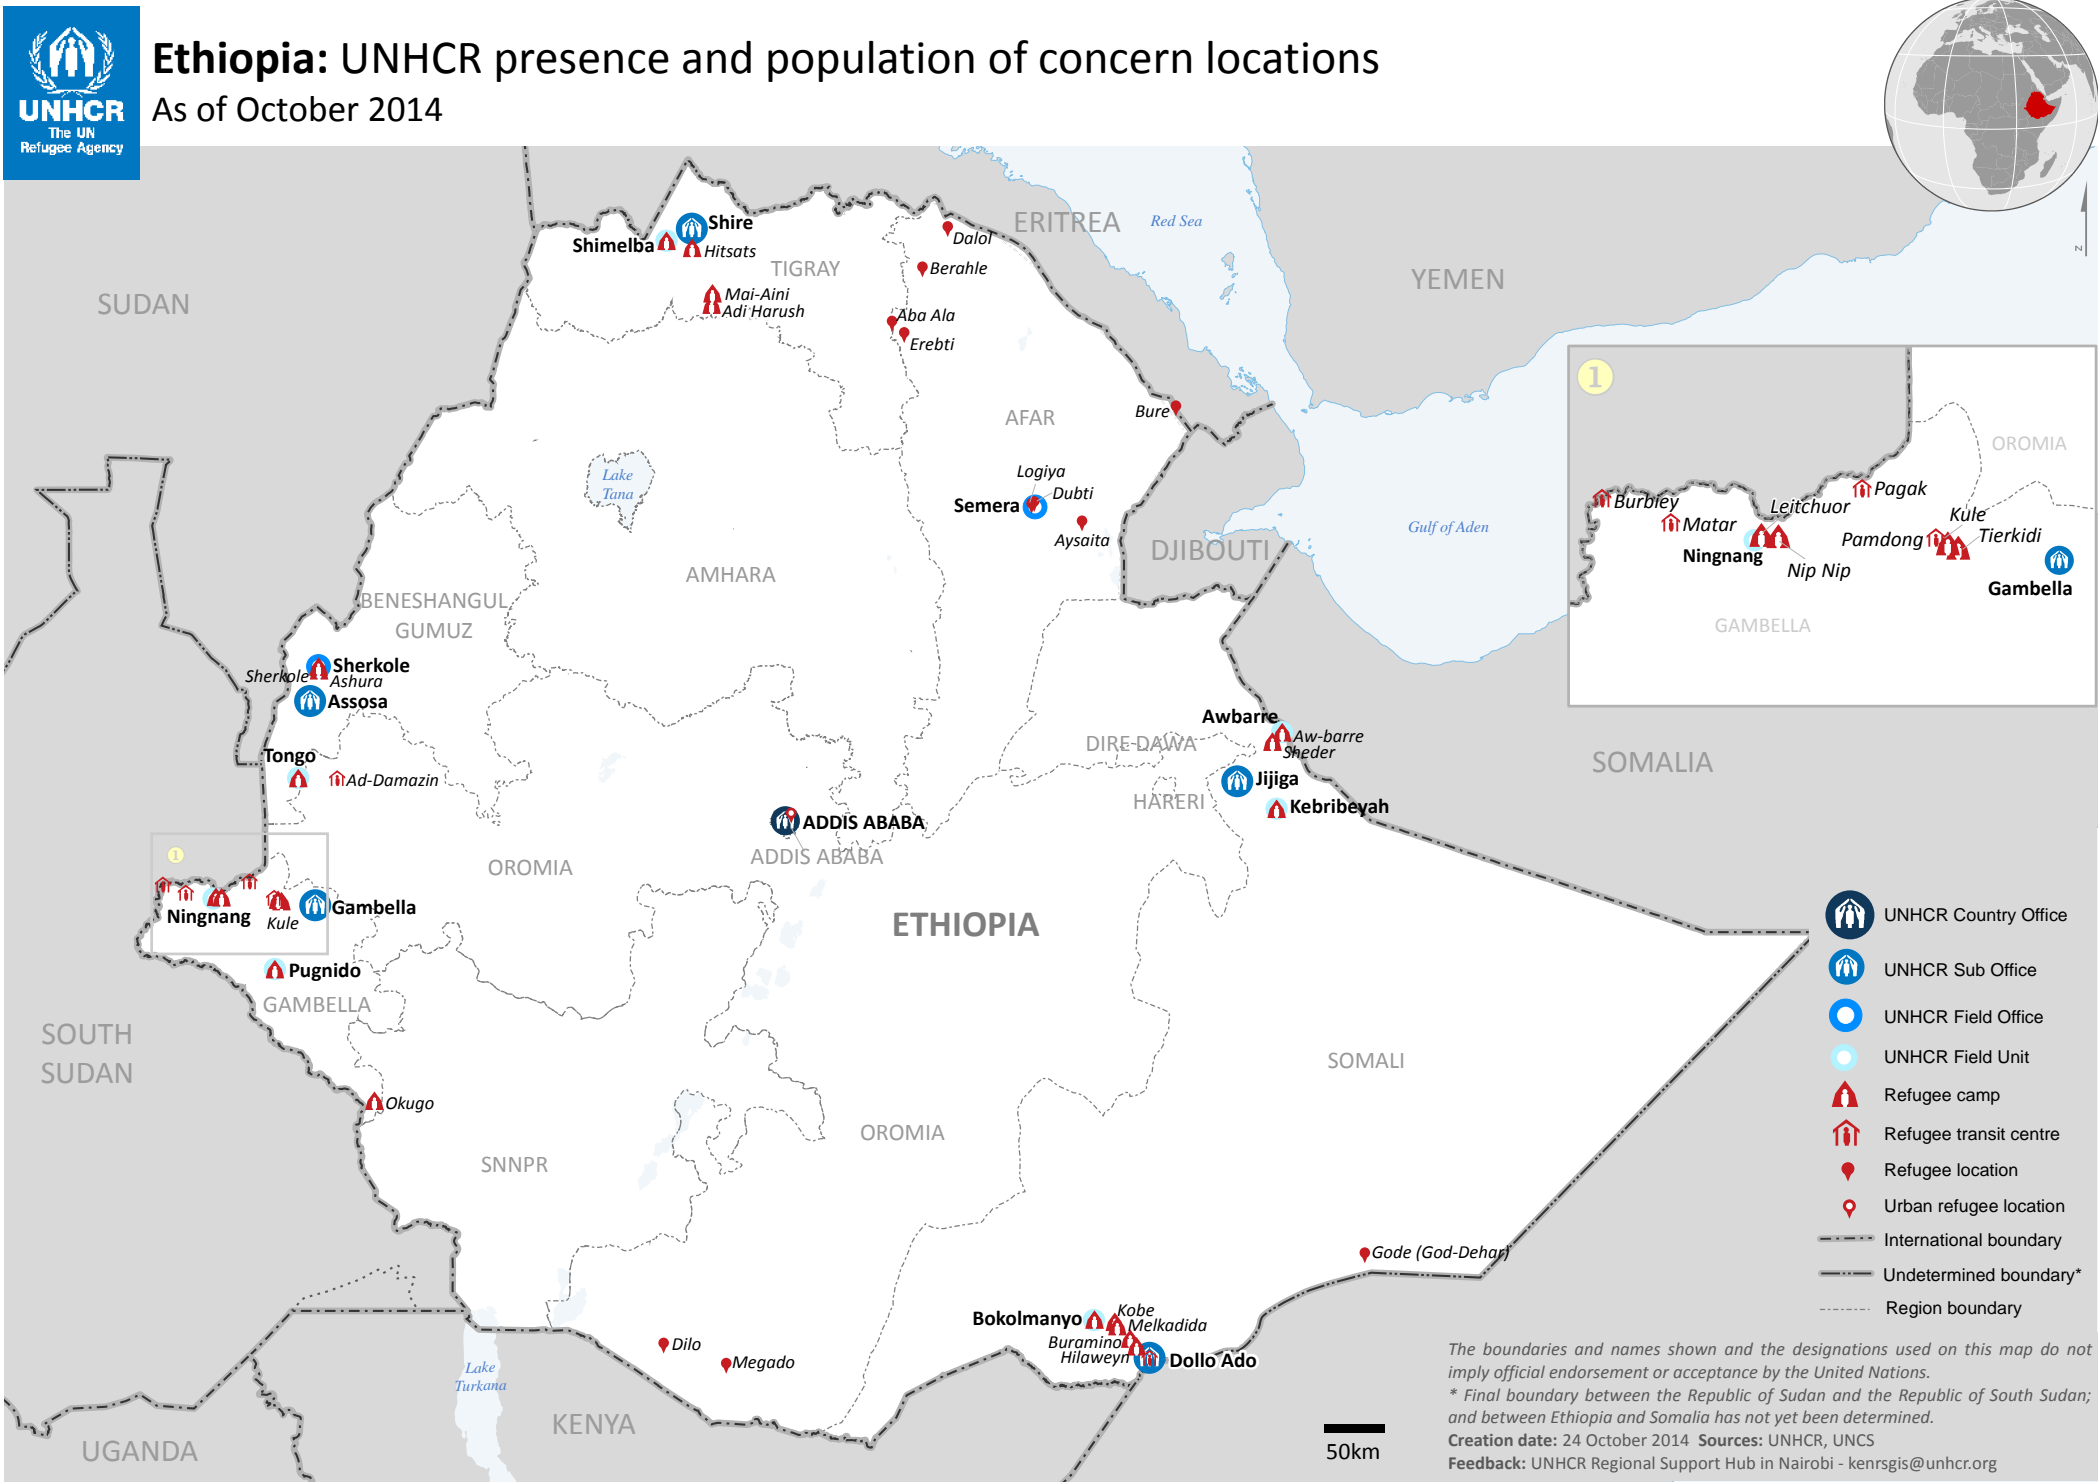 UNHCR
The UN
Refugee Agency
Ethiopia: UNHCR presence and population of concern locations
As of October 2014
ERITREA
Red Sea
YEMEN
N
SUDAN
Shire
Shimelba
Hitsats
TIGRAY
Dalol
Berahle
Mai-Aini
Adi Harush
Aba Ala
Erebti
AFAR
Bure
Lake
Tana
Logiya
Dubti
Semera
Aysaita
DJIBOUTI
Gulf of Aden
AMHARA
BENESHANGUL
GUMUZ
1
OROMIA
Burbiey
Matar
Leitchuor
Pagak
Kule
Pamdong
Tierkidi
Ningnang
Nip Nip
Gambella
GAMBELLA
Sherkole
Sherkole
Ashura
Assosa
Tongo
Ad-Damazin
Awbarre
Aw-barre
Sheder
DIRE DAWA
Jijiga
HARERI
Kebribeyah
SOMALIA
ADDIS ABABA
ADDIS ABABA
1
OROMIA
Ningnang
Kule
Gambella
ETHIOPIA
Pugnido
GAMBELLA
SOUTH
SUDAN
Okugo
SOMALI
OROMIA
SNNPR
Gode (God-Dehar)
Bokolmanyo
Kobe
Melkadida
Buramino
Hilaweyn
Dollo Ado
Dilo
Megado
Lake
Turkana
KENYA
UGANDA
50km
UNHCR Country Office
UNHCR Sub Office
UNHCR Field Office
UNHCR Field Unit
Refugee camp
Refugee transit centre
Refugee location
Urban refugee location
International boundary
Undetermined boundary*
Region boundary
The boundaries and names shown and the designations used on this map do not
imply official endorsement or acceptance by the United Nations.
* Final boundary between the Republic of Sudan and the Republic of South Sudan;
and between Ethiopia and Somalia has not yet been determined.
Creation date: 24 October 2014 Sources: UNHCR, UNCS
Feedback: UNHCR Regional Support Hub in Nairobi - kenrsgis@unhcr.org